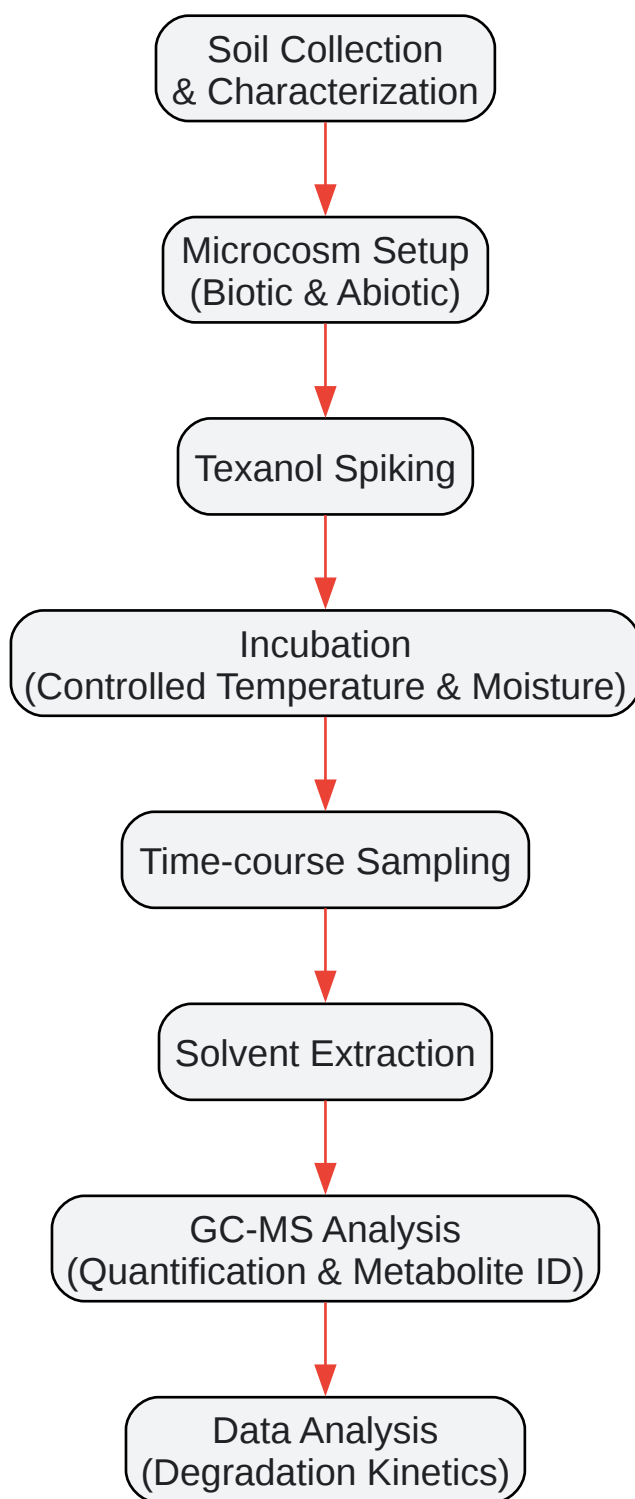 Soil Collection
& Characterization
Microcosm Setup
(Biotic & Abiotic)
Texanol Spiking
Incubation
(Controlled Temperature & Moisture)
Time-course Sampling
Solvent Extraction
GC-MS Analysis
(Quantification & Metabolite ID)
Data Analysis
(Degradation Kinetics)